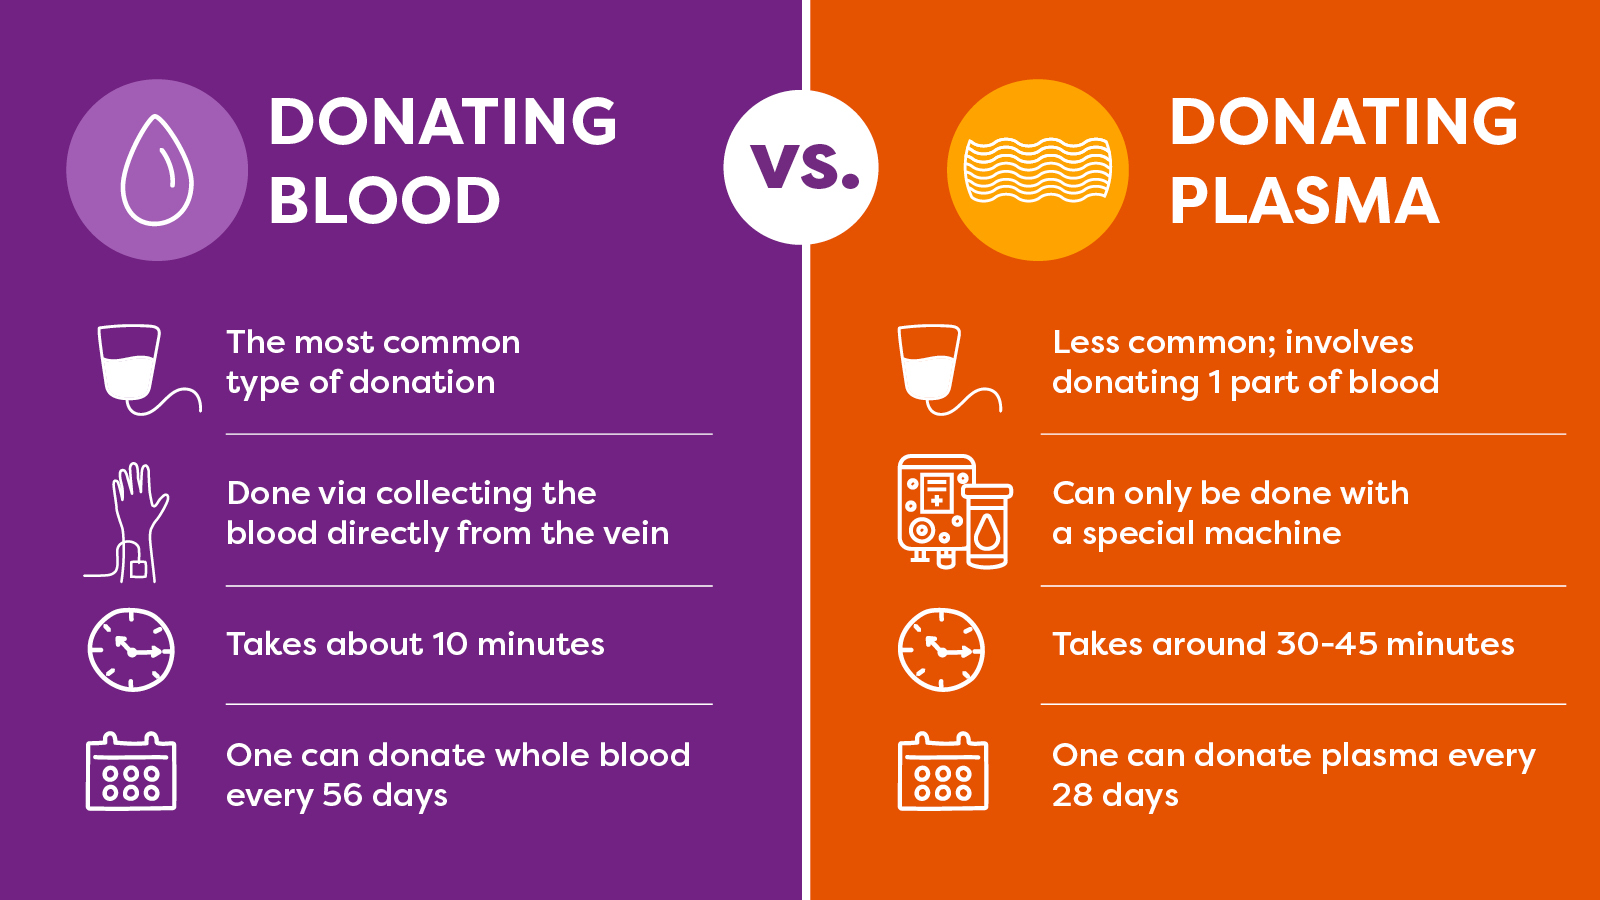 DONATING
BLOOD
vs.
DONATING
PLASMA
The most common
type of donation
Done via collecting the
blood directly from the vein
Takes about 10 minutes
One can donate whole blood
every 56 days
Less common; involves
donating 1 part of blood
Can only be done with
a special machine
Takes around 30-45 minutes
One can donate plasma every
28 days